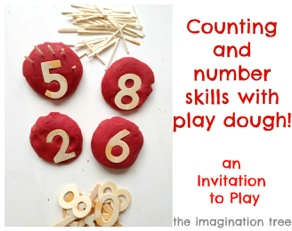 Counting
and
number
skills with
play dough!
5
8
2
6
an
Invitation
to Play
the imagination tree